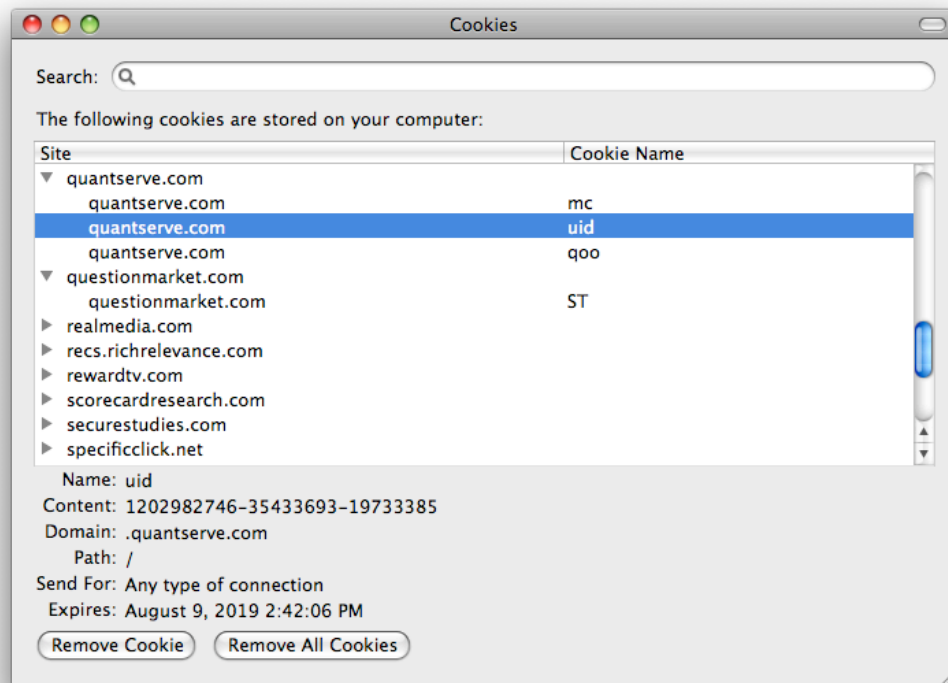 Cookies
Search:
The following cookies are stored on your computer:
Site Cookie Name
quantserve.com
quantserve.com mc
quantserve.com uid
quantserve.com qoo
questionmarket.com
questionmarket.com ST
realmedia.com
recs.richrelevance.com
rewardtv.com
scorecardresearch.com
securestudies.com
specificclick.net
Name: uid
Content: 1202982746-35433693-19733385
Domain: .quantserve.com
Path: /
Send For: Any type of connection
Expires: August 9, 2019 2:42:06 PM
Remove Cookie Remove All Cookies